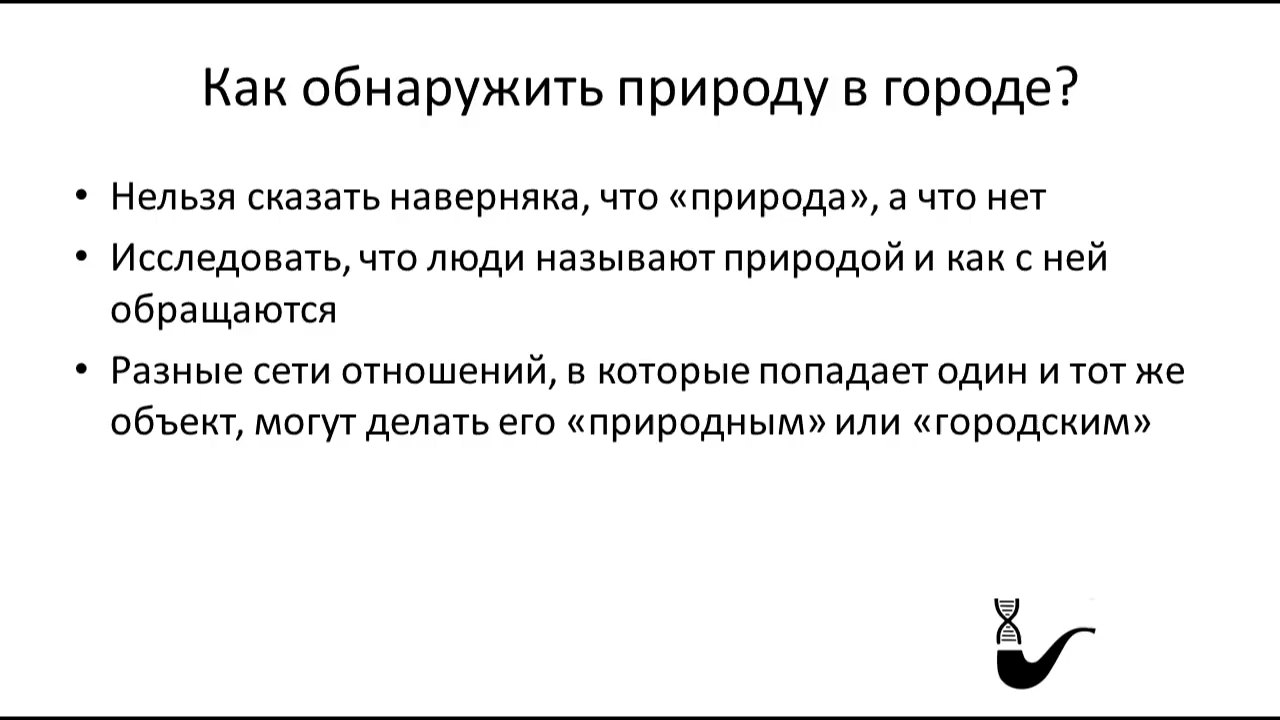 Как обнаружить природу в городе?
• Нельзя сказать наверняка, что «природа», а что нет
• Исследовать, что люди называют природой и как с ней
обращаются
• Разные сети отношений, в которые попадает один и тот же
объект, могут делать его «природным» или «городским»